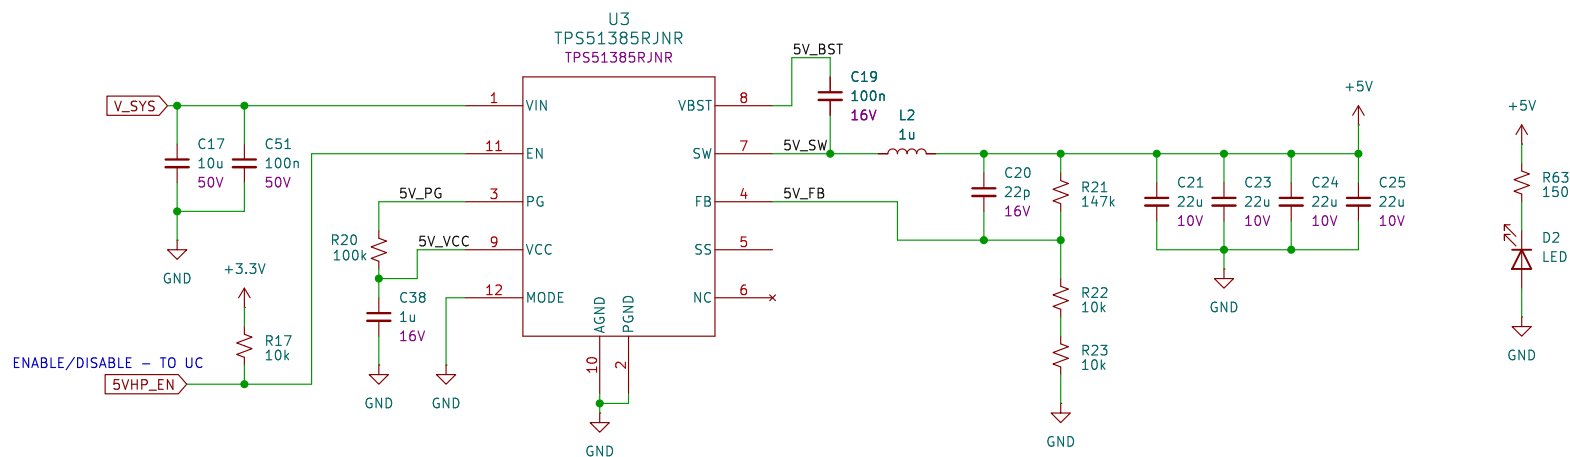 U3
TPS51385RJNR
TPS51385RJNR
V_SYS
1
VIN
C17
10u
50V
C51
100n
50V
GND
11
EN
5V_PG
3
PG
5V_VCC
9
VCC
R20
100k
12
MODE
C38
1u
16V
GND
GND
+3.3V
R17
10k
ENABLE/DISABLE – TO UC
5VHP_EN
AGND
PGND
10
2
GND
VBST
8
5V_BST
C19
100n
16V
SW
7
5V_SW
L2
1u
FB
4
5V_FB
SS
5
NC
6
C20
22p
16V
R21
147k
R22
10k
R23
10k
GND
C21
22u
10V
C23
22u
10V
C24
22u
10V
C25
22u
10V
GND
+5V
+5V
R63
150
D2
LED
GND